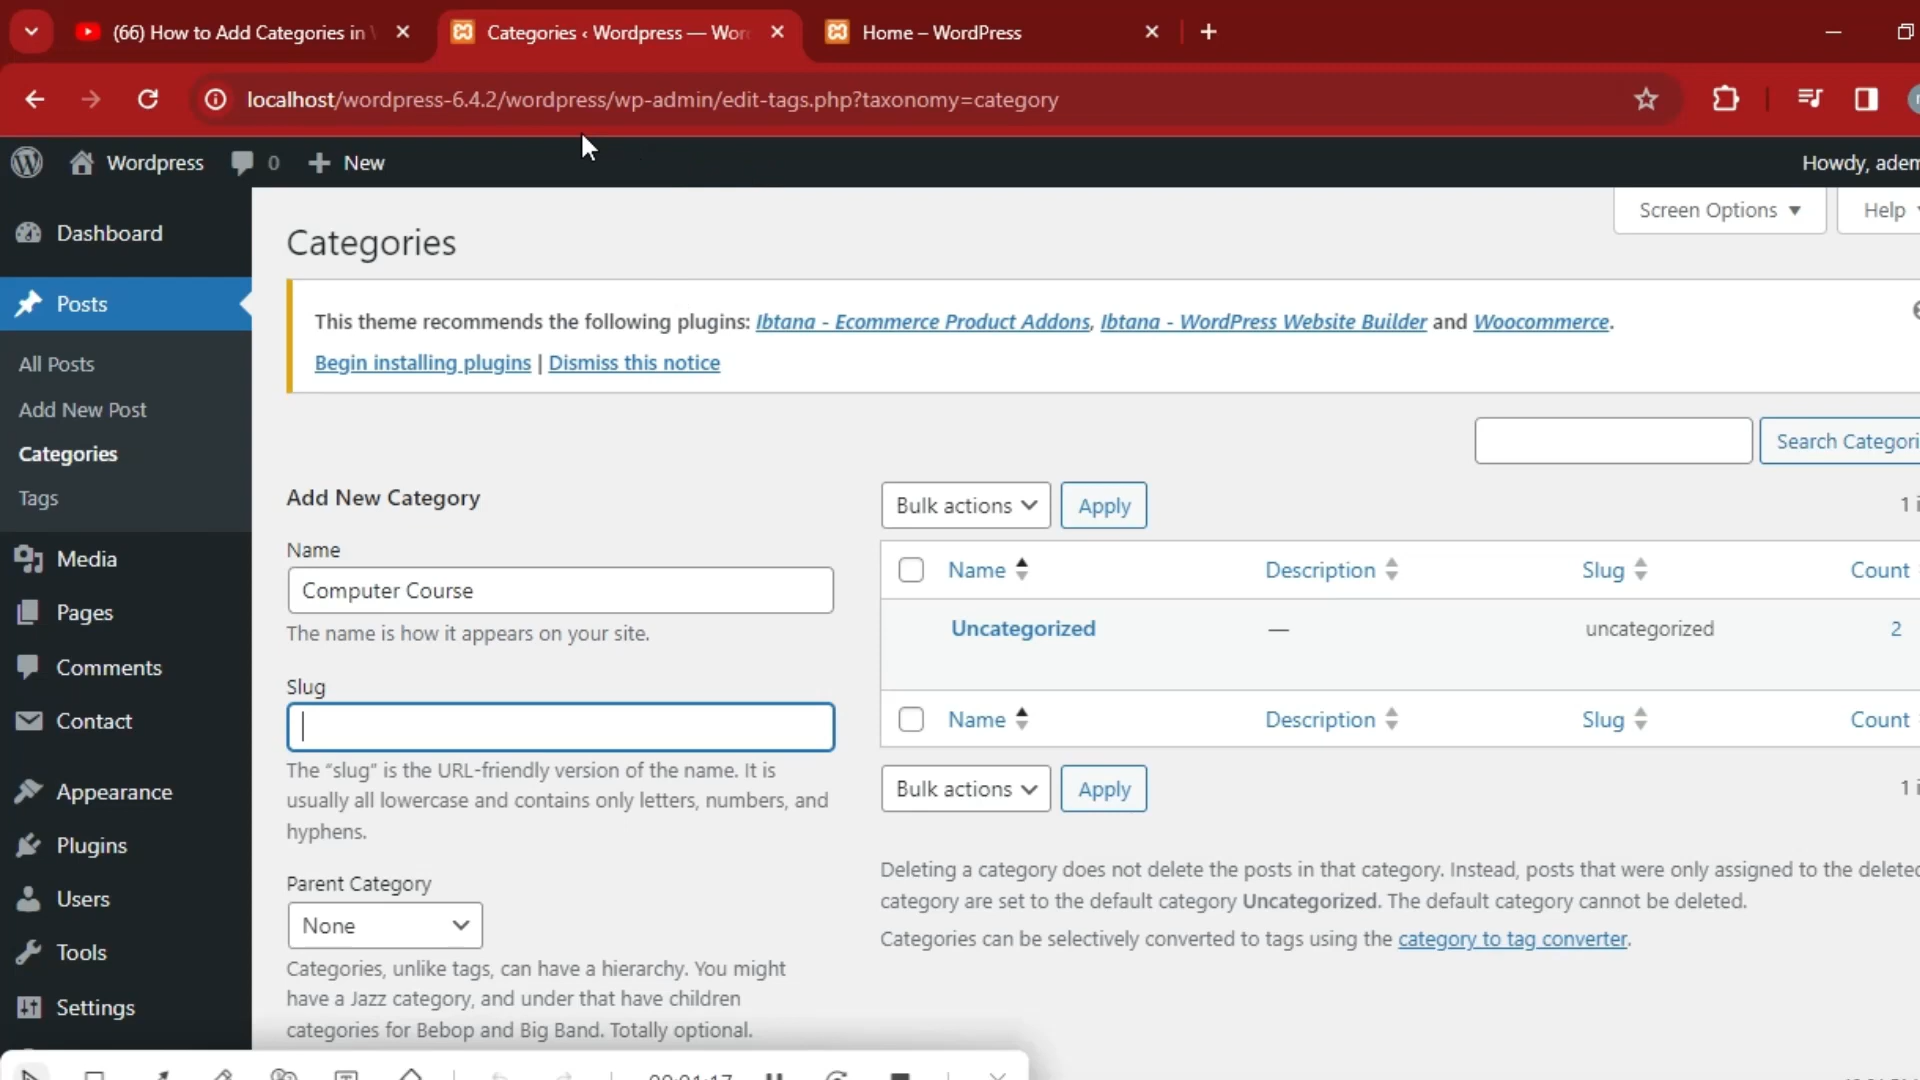 (66) How to Add Categories in
Categories ‹ Wordpress — Wor
Home – WordPress
localhost/wordpress-6.4.2/wordpress/wp-admin/edit-tags.php?taxonomy=category
Wordpress
0
New
Howdy, adem
Screen Options
Help
Dashboard
Posts
All Posts
Add New Post
Categories
Tags
Media
Pages
Comments
Contact
Appearance
Plugins
Users
Tools
Settings
Categories
This theme recommends the following plugins: Ibtana - Ecommerce Product Addons, Ibtana - WordPress Website Builder and Woocommerce.
Begin installing plugins | Dismiss this notice
Search Categori
Add New Category
Name
Computer Course
The name is how it appears on your site.
Slug
The “slug” is the URL-friendly version of the name. It is
usually all lowercase and contains only letters, numbers, and
hyphens.
Parent Category
None
Categories, unlike tags, can have a hierarchy. You might
have a Jazz category, and under that have children
categories for Bebop and Big Band. Totally optional.
Bulk actions Apply 1 i
Name Description Slug Count
Uncategorized — uncategorized 2
Name Description Slug Count
Bulk actions Apply 1 i
Deleting a category does not delete the posts in that category. Instead, posts that were only assigned to the deleted
category are set to the default category Uncategorized. The default category cannot be deleted.
Categories can be selectively converted to tags using the category to tag converter.